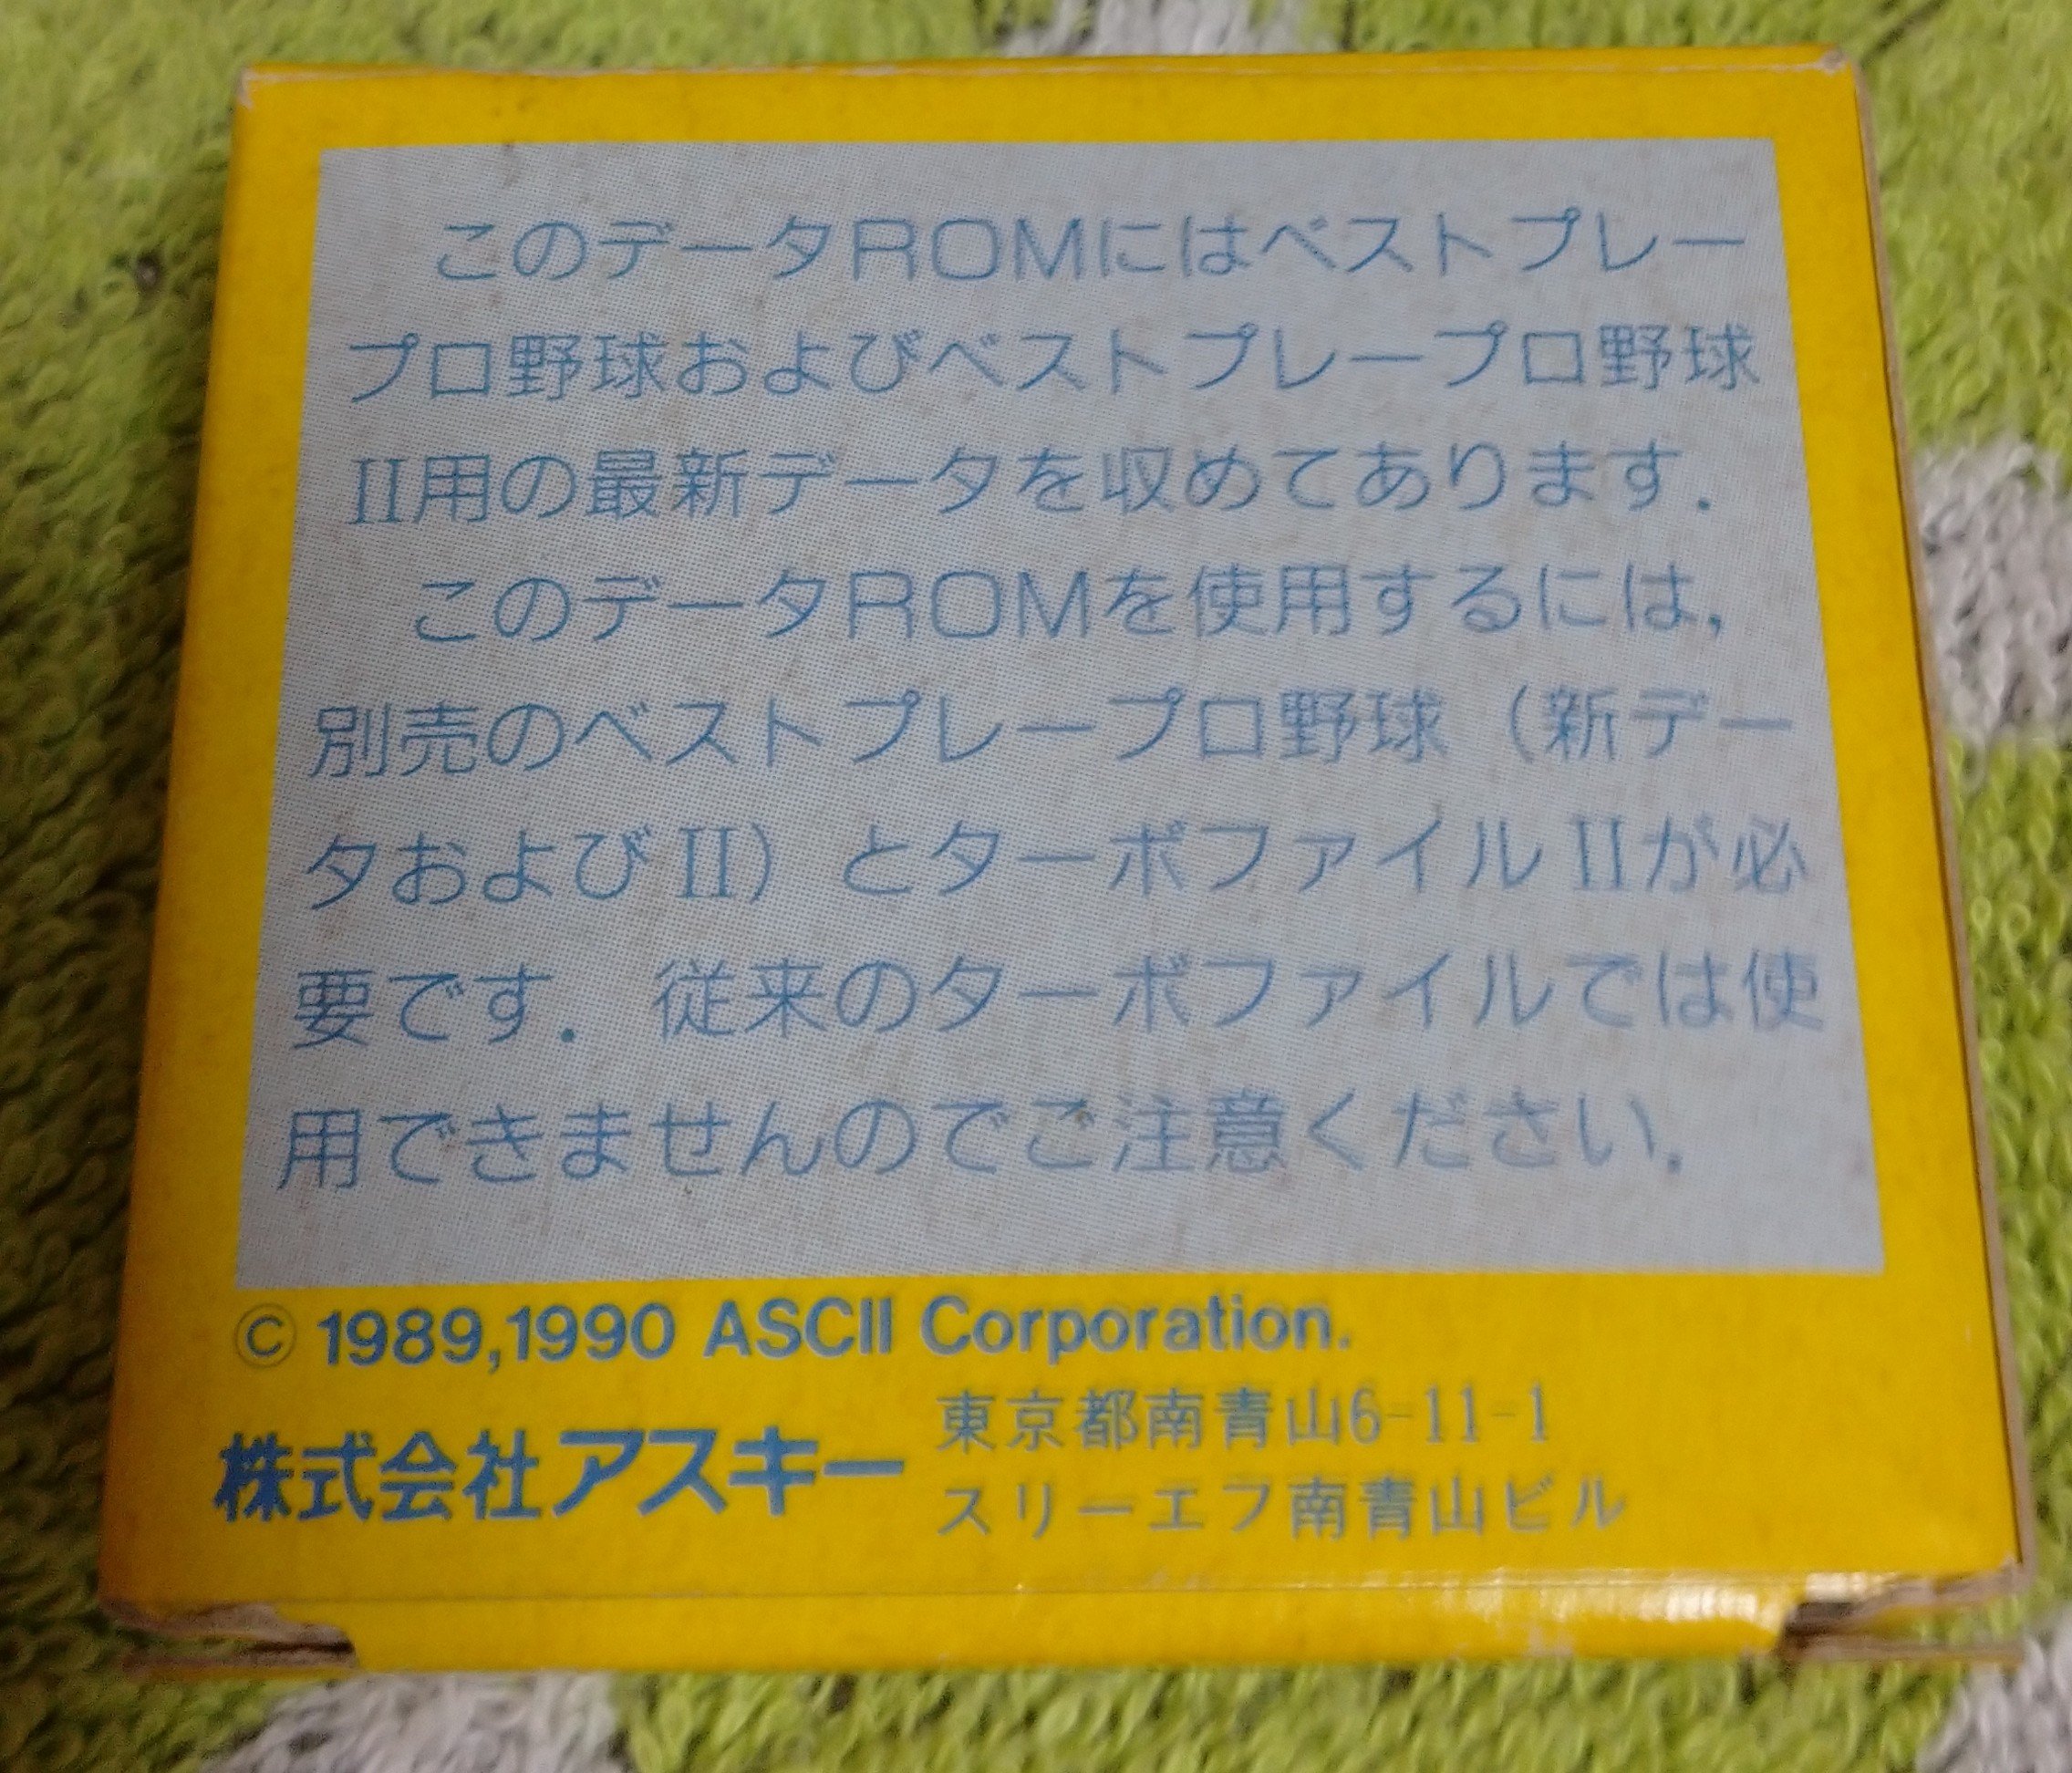 このデータROMにはベストプレー
プロ野球およびベストプレープロ野球
II用の最新データを収めてあります．
このデータROMを使用するには，
別売のベストプレープロ野球（新デー
タおよびII）とターボファイルIIが必
要です．従来のターボファイルでは使
用できませんのでご注意ください．
© 1989,1990 ASCII Corporation.
株式会社アスキー
東京都南青山6-11-1
スリーエフ南青山ビル